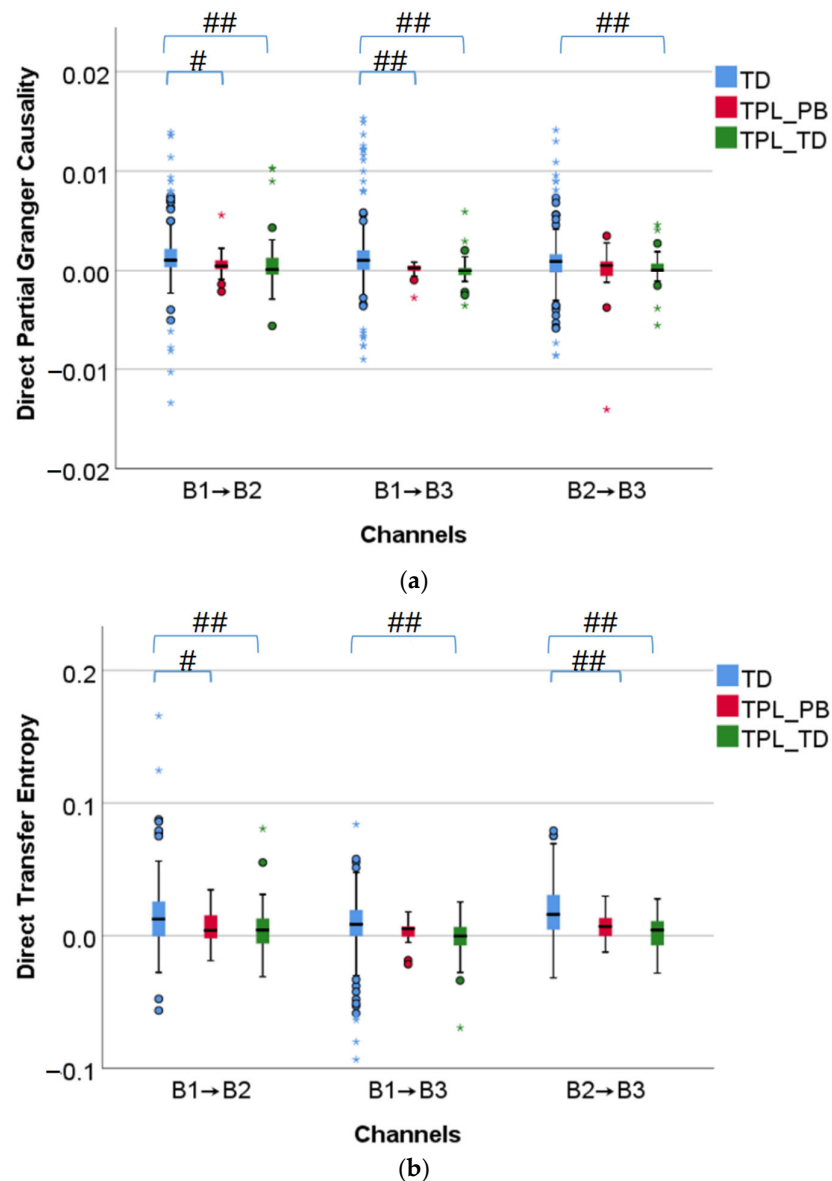 ## ## ##
# ##
0.02
0.01
0.00
−0.01
−0.02
Direct Partial Granger Causality
TD
TPL_PB
TPL_TD
B1→B2 B1→B3 B2→B3
Channels
(a)
## ## ##
# ##
0.2
0.1
0.0
−0.1
Direct Transfer Entropy
TD
TPL_PB
TPL_TD
B1→B2 B1→B3 B2→B3
Channels
(b)